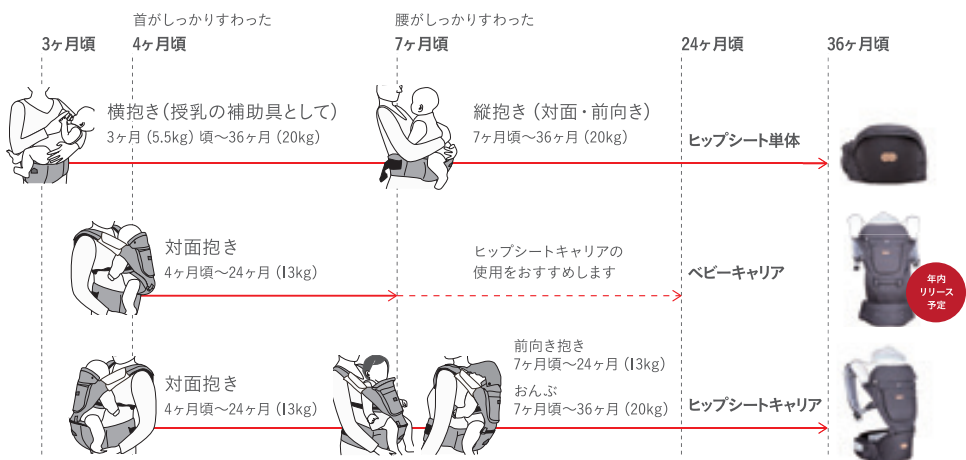 首がしっかりすわった
腰がしっかりすわった
3ヶ月頃
4ヶ月頃
7ヶ月頃
24ヶ月頃
36ヶ月頃
横抱き(授乳の補助具として)
3ヶ月 (5.5kg) 頃〜36ヶ月 (20kg)
縦抱き (対面・前向き)
7ヶ月頃〜36ヶ月 (20kg)
ヒップシート単体
対面抱き
4ヶ月頃〜24ヶ月 (13kg)
ヒップシートキャリアの
使用をおすすめします
ベビーキャリア
年内
リリース
予定
対面抱き
4ヶ月頃〜24ヶ月 (13kg)
前向き抱き
7ヶ月頃〜24ヶ月 (13kg)
おんぶ
7ヶ月頃〜36ヶ月 (20kg)
ヒップシートキャリア